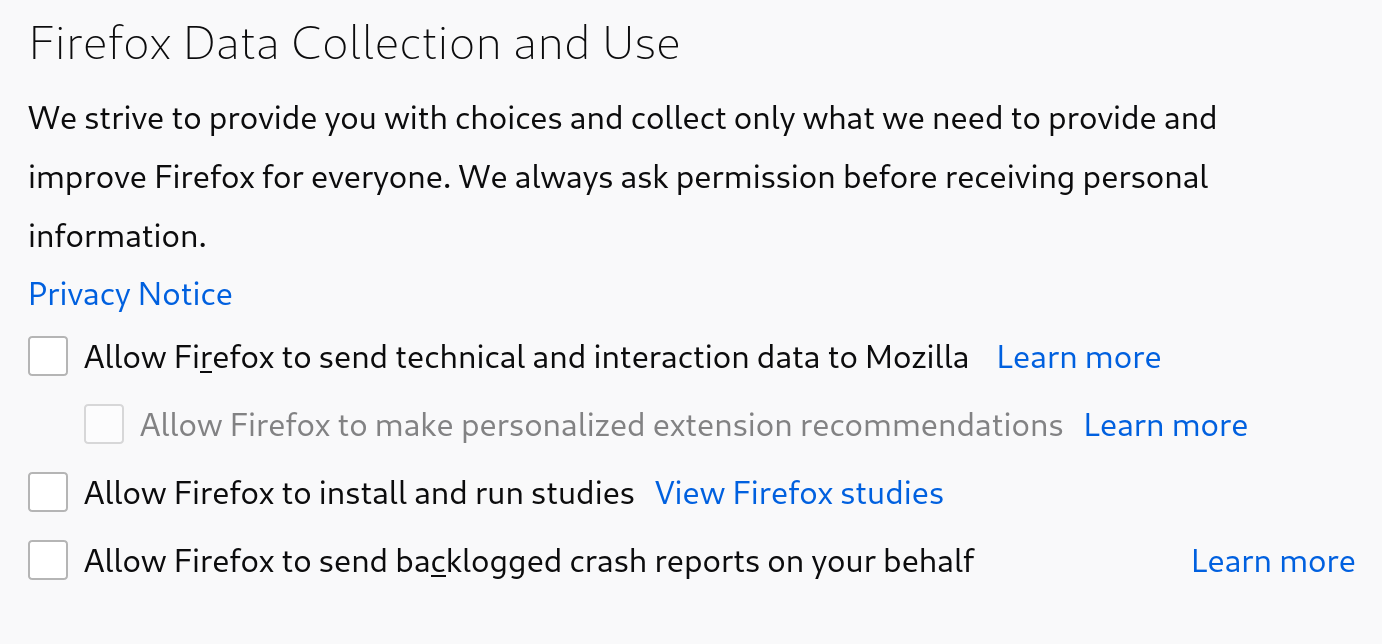 Firefox Data Collection and Use
We strive to provide you with choices and collect only what we need to provide and
improve Firefox for everyone. We always ask permission before receiving personal
information.
Privacy Notice
Allow Firefox to send technical and interaction data to Mozilla Learn more
Allow Firefox to make personalized extension recommendations Learn more
Allow Firefox to install and run studies View Firefox studies
Allow Firefox to send backlogged crash reports on your behalf Learn more